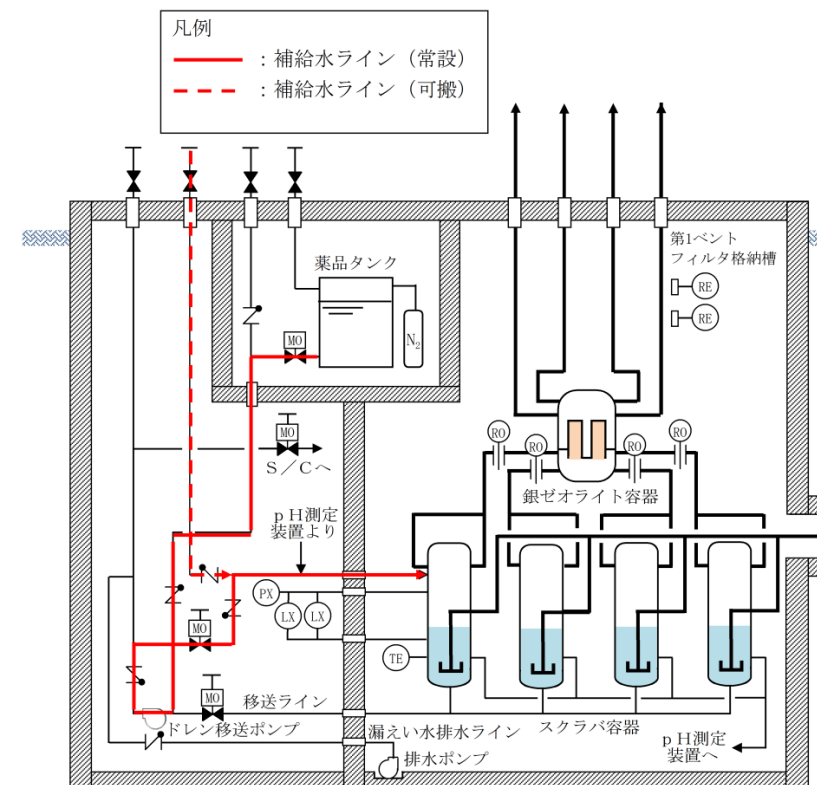 凡例
：補給水ライン（常設）
：補給水ライン（可搬）
第1ベント
フィルタ格納槽
RE
RE
薬品タンク
MO
N₂
MO
S／Cへ
RO
RO
RO
RO
銀ゼオライト容器
ｐH測定
装置より
PX
LX
LX
MO
TE
MO
移送ライン
ドレン移送ポンプ
漏えい水排水ライン
スクラバ容器
排水ポンプ
ｐH測定
装置へ